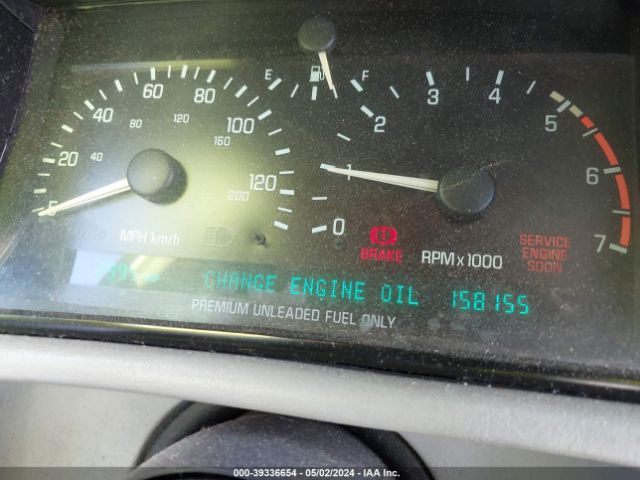 E F
20 40 60 80 100 120
40 80 120 160 200
MPH km/h
0 1 2 3 4 5 6 7
BRAKE
RPM x 1000
SERVICE
ENGINE
SOON
CHANGE ENGINE OIL 158155
PREMIUM UNLEADED FUEL ONLY
000-39336654 - 05/02/2024 - IAA Inc.